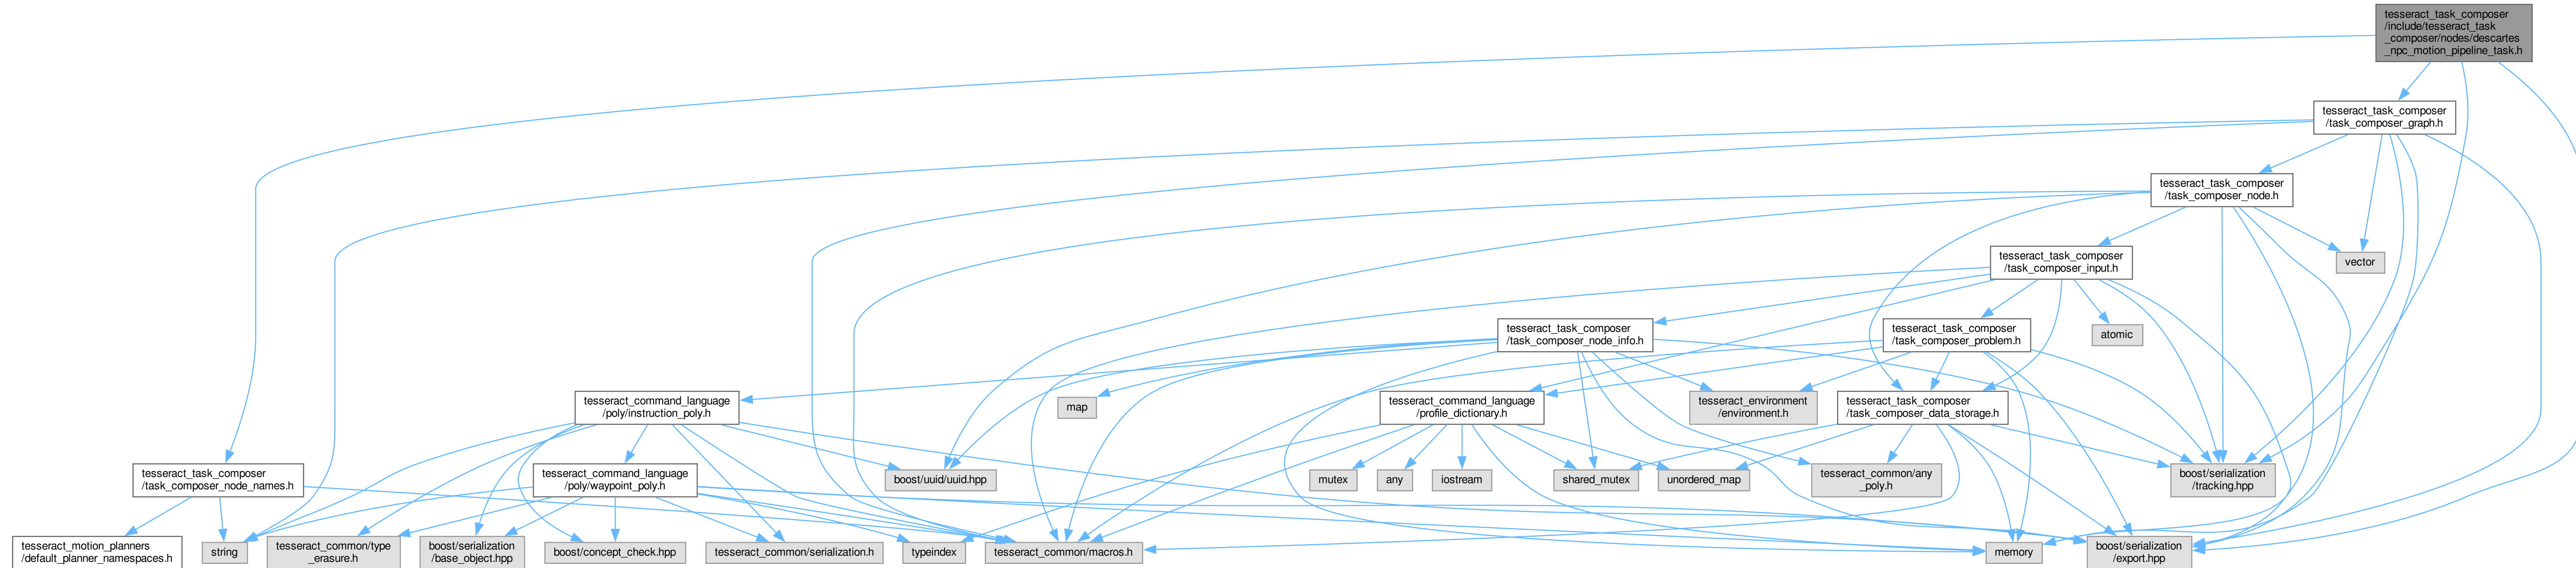 tesseract_task_composer
/include/tesseract_task
_composer/nodes/descartes
_npc_motion_pipeline_task.h
tesseract_task_composer
/task_composer_graph.h
tesseract_task_composer
/task_composer_node.h
tesseract_task_composer
/task_composer_input.h
vector
tesseract_task_composer
/task_composer_node_info.h
tesseract_task_composer
/task_composer_problem.h
atomic
tesseract_command_language
/poly/instruction_poly.h
map
tesseract_command_language
/profile_dictionary.h
tesseract_environment
/environment.h
tesseract_task_composer
/task_composer_data_storage.h
tesseract_task_composer
/task_composer_node_names.h
tesseract_command_language
/poly/waypoint_poly.h
boost/uuid/uuid.hpp
mutex
any
iostream
shared_mutex
unordered_map
tesseract_common/any
_poly.h
boost/serialization
/tracking.hpp
tesseract_motion_planners
/default_planner_namespaces.h
string
tesseract_common/type
_erasure.h
boost/serialization
/base_object.hpp
boost/concept_check.hpp
tesseract_common/serialization.h
typeindex
tesseract_common/macros.h
memory
boost/serialization
/export.hpp